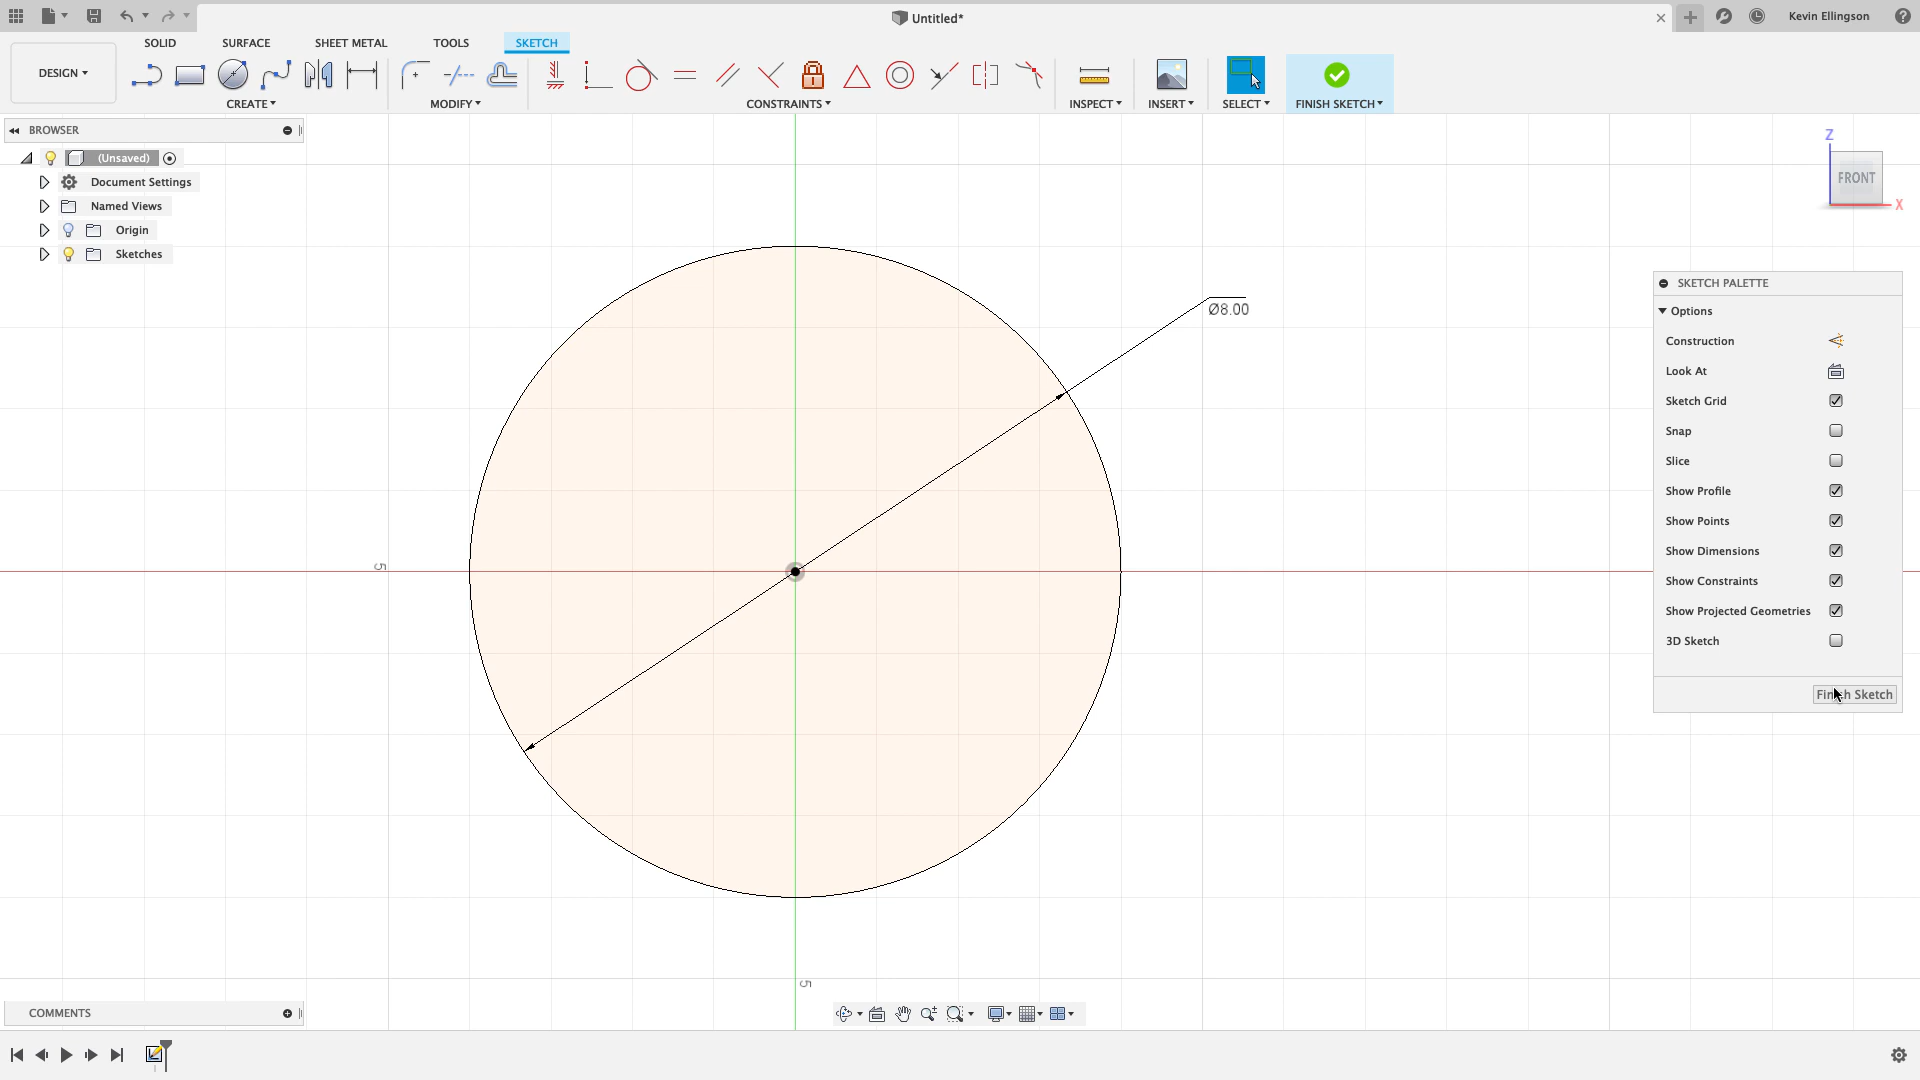 Untitled*
Kevin Ellingson
SOLID
SURFACE
SHEET METAL
TOOLS
SKETCH
DESIGN
CREATE
MODIFY
CONSTRAINTS
INSPECT
INSERT
SELECT
FINISH SKETCH
BROWSER
(Unsaved)
Document Settings
Named Views
Origin
Sketches
Z
FRONT
X
Ø8.00
5
5
SKETCH PALETTE
Options
Construction
Look At
Sketch Grid
Snap
Slice
Show Profile
Show Points
Show Dimensions
Show Constraints
Show Projected Geometries
3D Sketch
Finish Sketch
COMMENTS